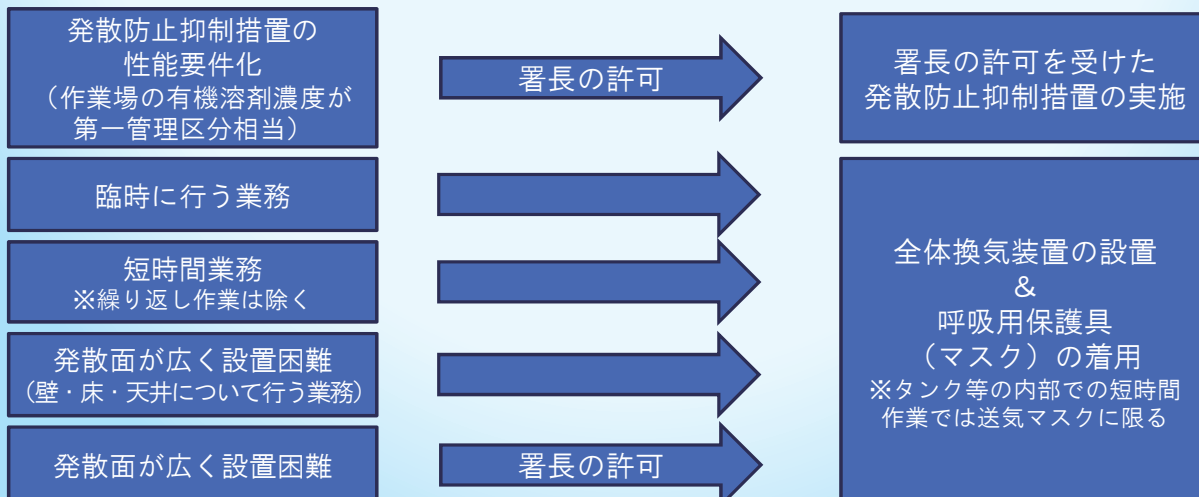 発散防止抑制措置の
性能要件化
（作業場の有機溶剤濃度が
第一管理区分相当）
署長の許可
署長の許可を受けた
発散防止抑制措置の実施
臨時に行う業務
短時間業務
※繰り返し作業は除く
発散面が広く設置困難
（壁・床・天井について行う業務）
発散面が広く設置困難
署長の許可
全体換気装置の設置
＆
呼吸用保護具
（マスク）の着用
※タンク等の内部での短時間
作業では送気マスクに限る